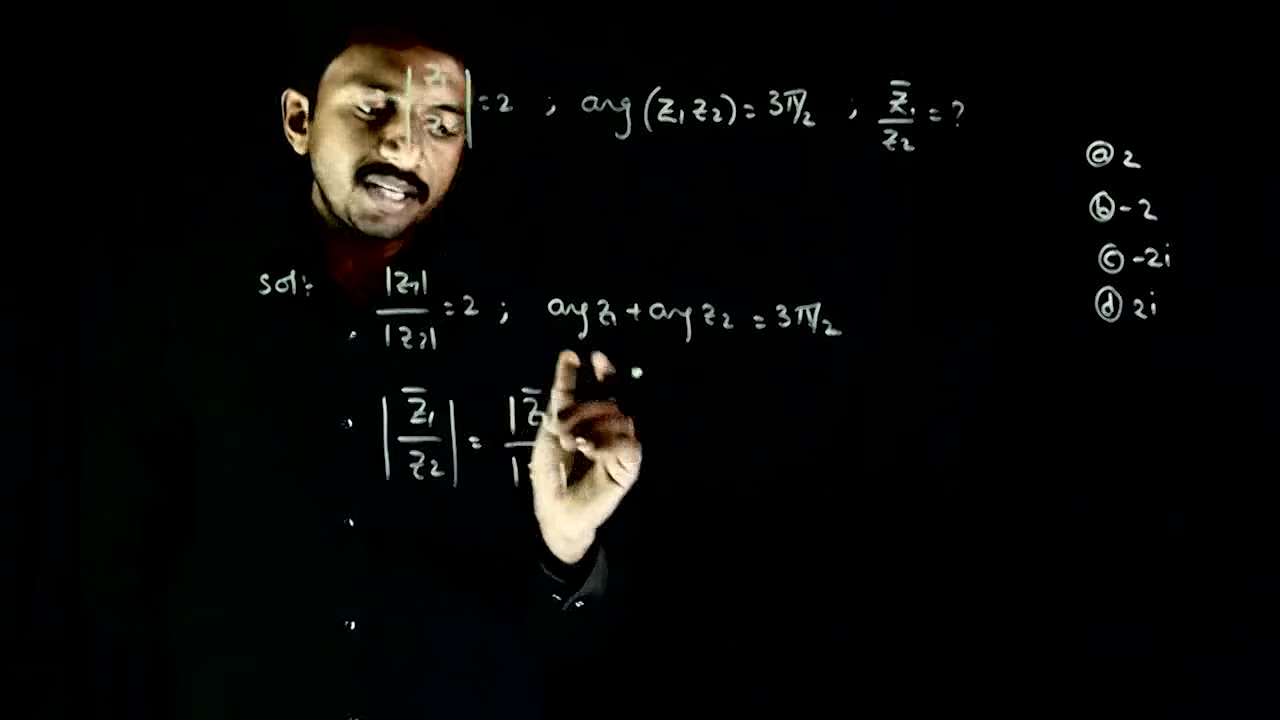 |z₁/z₂| = 2 ; arg(z₁z₂) = 3π/2 ; z̄₁/z₂ = ?
ⓐ 2
ⓑ -2
ⓒ -2i
ⓓ 2i
Sol: |z₁|/|z₂| = 2 ; arg z₁ + arg z₂ = 3π/2
|z̄₁/z₂| =